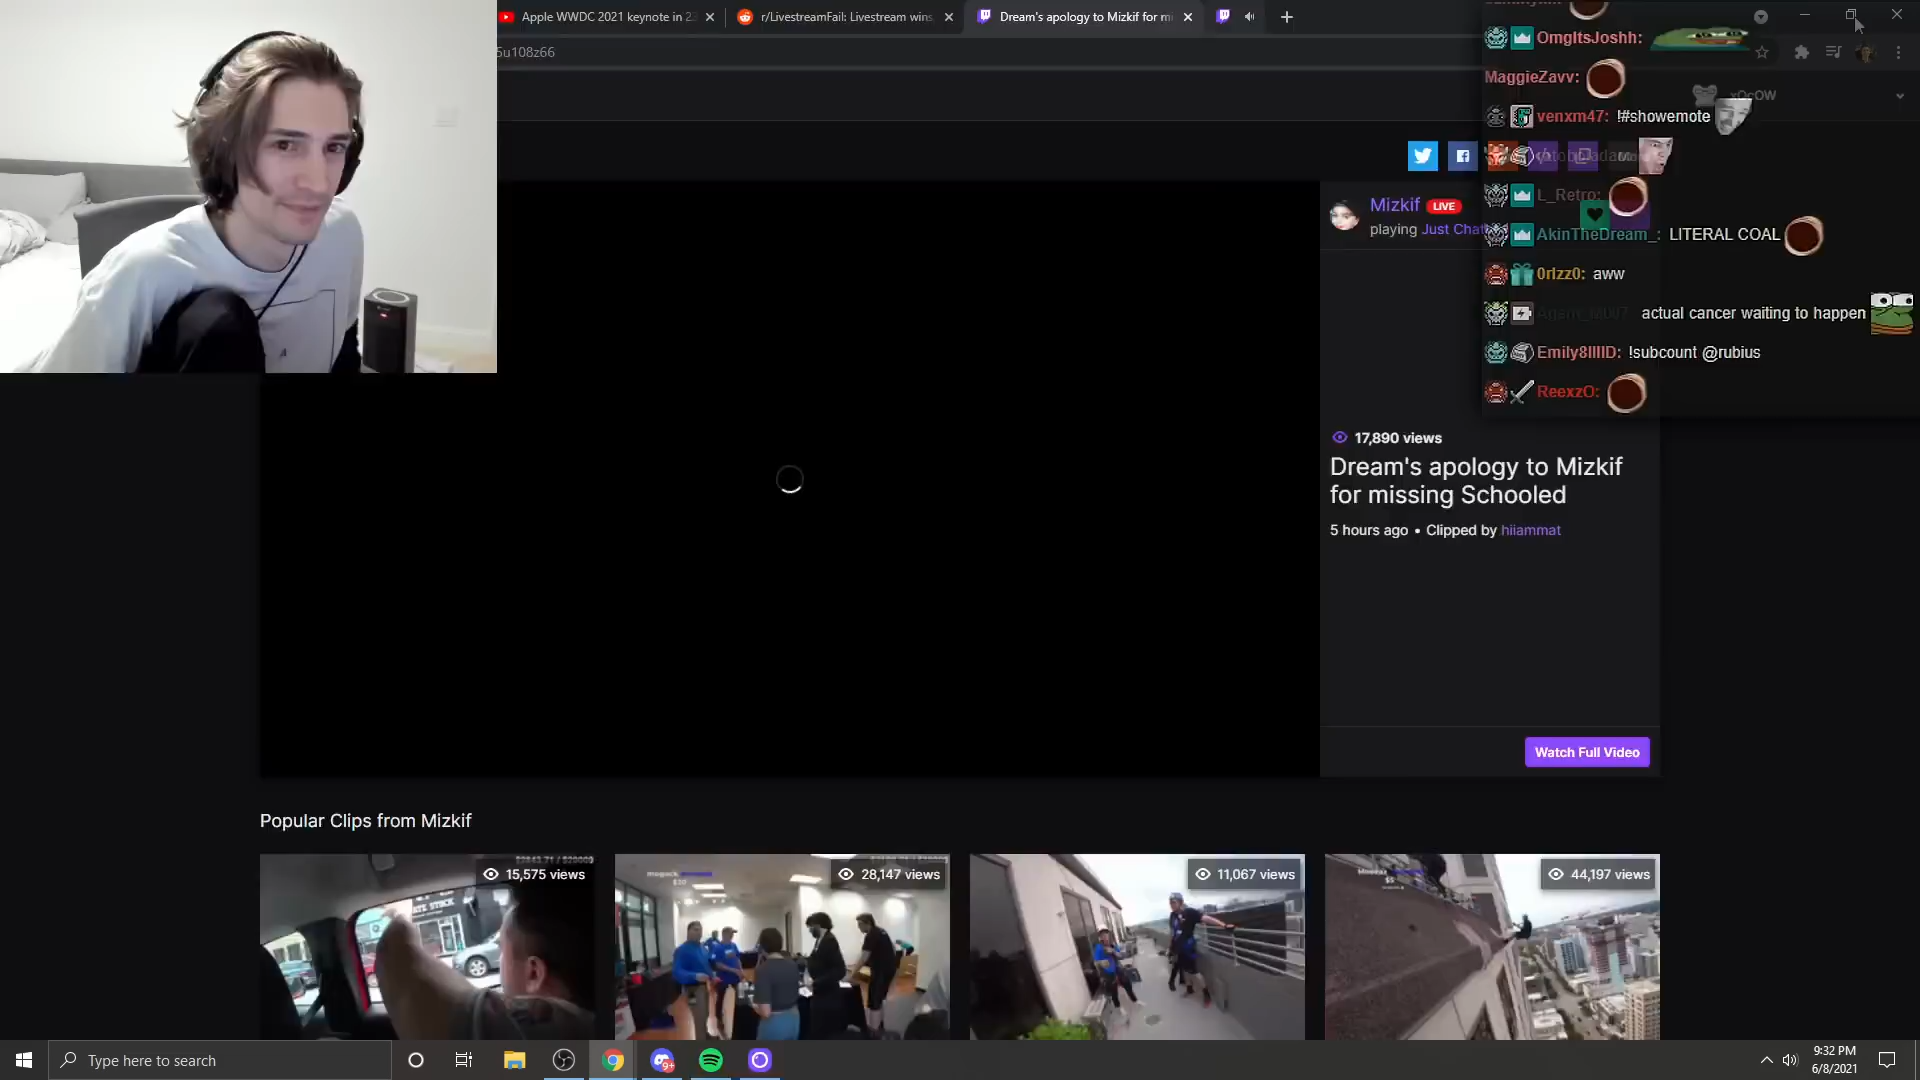 Apple WWDC 2021 keynote in 2
r/LivestreamFail: Livestream wins
Dream's apology to Mizkif for mi
5u108z66
OmgItsJoshh:
MaggieZavv:
xQcOW
venxm47: !#showemote
L_Retro:
Mizkif LIVE
playing Just Chat
AkinTheDream_: LITERAL COAL
0rlzz0: aww
actual cancer waiting to happen
Emily8IIIID: !subcount @rubius
ReexzO:
17,890 views
Dream's apology to Mizkif
for missing Schooled
5 hours ago • Clipped by hiiammat
Watch Full Video
Popular Clips from Mizkif
15,575 views
28,147 views
11,067 views
44,197 views
Type here to search
9+
9:32 PM
6/8/2021